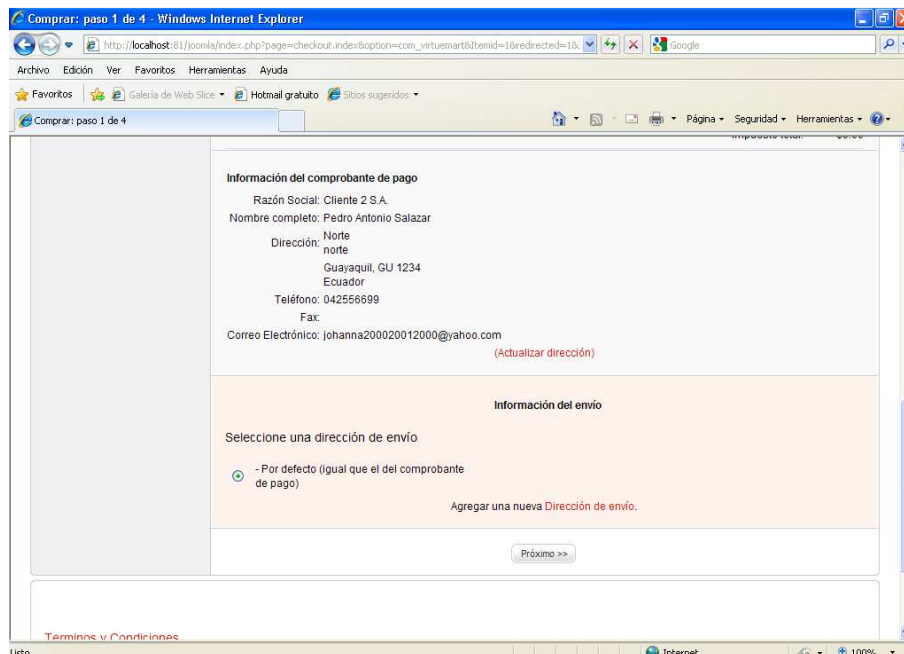 Comprar: paso 1 de 4 - Windows Internet Explorer
http://localhost:81/joomla/index.php?page=checkout.index&option=com_virtuemart&Itemid=1&redirected=1&
Google
Archivo Edición Ver Favoritos Herramientas Ayuda
Favoritos Galería de Web Slice Hotmail gratuito Sitios sugeridos
Comprar: paso 1 de 4 Página Seguridad Herramientas
Información del comprobante de pago
Razón Social: Cliente 2 S.A.
Nombre completo: Pedro Antonio Salazar
Dirección: Norte
norte
Guayaquil, GU 1234
Ecuador
Teléfono: 042556699
Fax:
Correo Electrónico: johanna200020012000@yahoo.com
(Actualizar dirección)
Información del envío
Seleccione una dirección de envío
- Por defecto (igual que el del comprobante
de pago)
Agregar una nueva Dirección de envío.
Próximo >>
Terminos y Condiciones
Listo Internet 100%